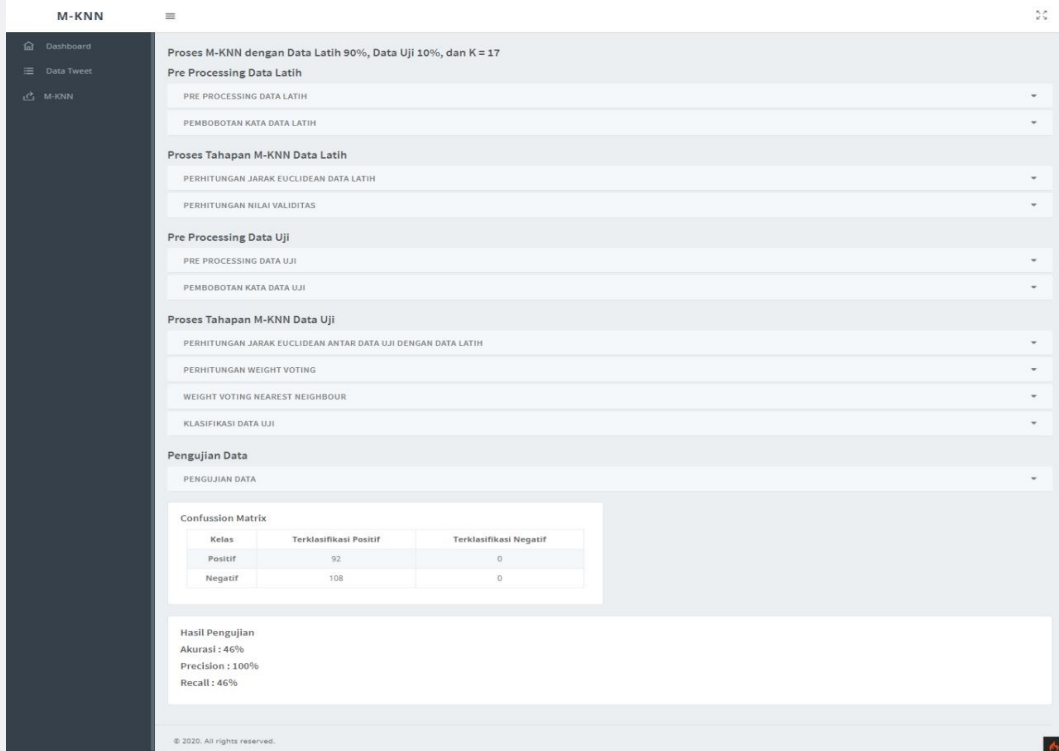 M-KNN
Dashboard
Data Tweet
M-KNN
Proses M-KNN dengan Data Latih 90%, Data Uji 10%, dan K = 17
Pre Processing Data Latih
PRE PROCESSING DATA LATIH
PEMBOBOTAN KATA DATA LATIH
Proses Tahapan M-KNN Data Latih
PERHITUNGAN JARAK EUCLIDEAN DATA LATIH
PERHITUNGAN NILAI VALIDITAS
Pre Processing Data Uji
PRE PROCESSING DATA UJI
PEMBOBOTAN KATA DATA UJI
Proses Tahapan M-KNN Data Uji
PERHITUNGAN JARAK EUCLIDEAN ANTAR DATA UJI DENGAN DATA LATIH
PERHITUNGAN WEIGHT VOTING
WEIGHT VOTING NEAREST NEIGHBOUR
KLASIFIKASI DATA UJI
Pengujian Data
PENGUJIAN DATA
Confussion Matrix
Kelas Terklasifikasi Positif Terklasifikasi Negatif
Positif 92 0
Negatif 108 0
Hasil Pengujian
Akurasi : 46%
Precision : 100%
Recall : 46%
© 2020. All rights reserved.